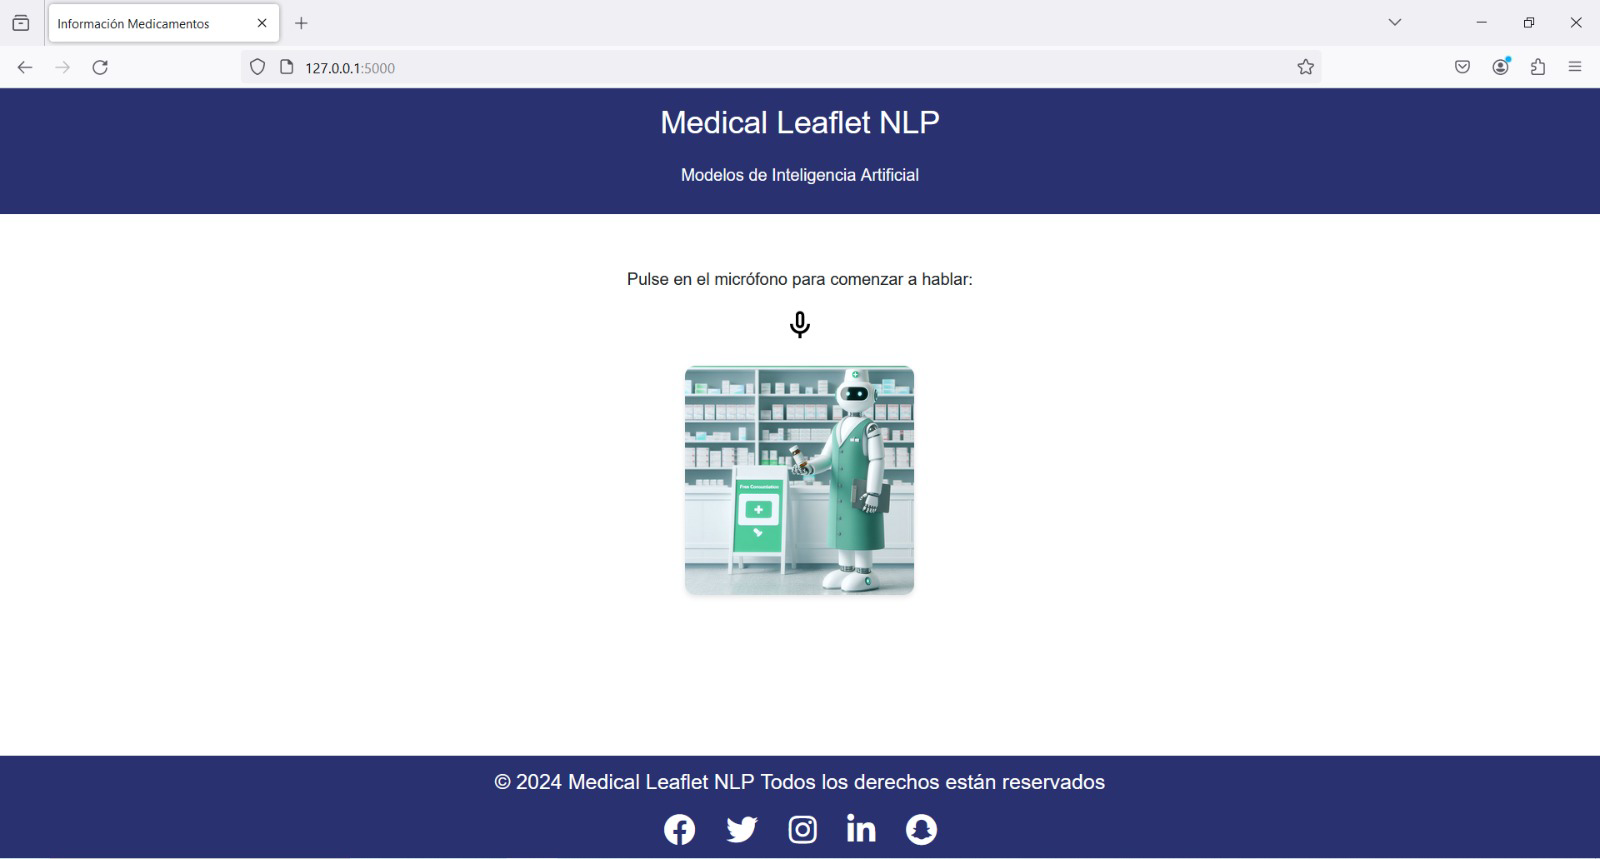 Información Medicamentos
127.0.0.1:5000
Medical Leaflet NLP
Modelos de Inteligencia Artificial
Pulse en el micrófono para comenzar a hablar:
Free Consultation
© 2024 Medical Leaflet NLP Todos los derechos están reservados